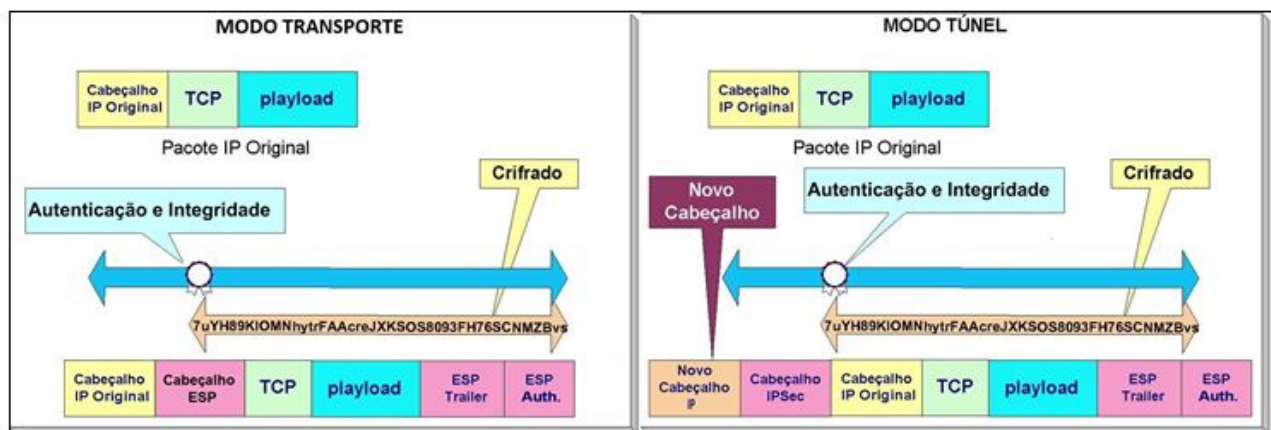 MODO TRANSPORTE
Cabeçalho
IP Original
TCP
playload
Pacote IP Original
Crifrado
Autenticação e Integridade
7uYH89KIOMNhytrFAAcreJXKSOS8093FH76SCNMZBvs
Cabeçalho
IP Original
Cabeçalho
ESP
TCP
playload
ESP
Trailer
ESP
Auth.
MODO TÚNEL
Cabeçalho
IP Original
TCP
playload
Pacote IP Original
Novo
Cabeçalho
Autenticação e Integridade
Crifrado
7uYH89KIOMNhytrFAAcreJXKSOS8093FH76SCNMZBvs
Novo
Cabeçalho
IP
Cabeçalho
IPSec
Cabeçalho
IP Original
TCP
playload
ESP
Trailer
ESP
Auth.